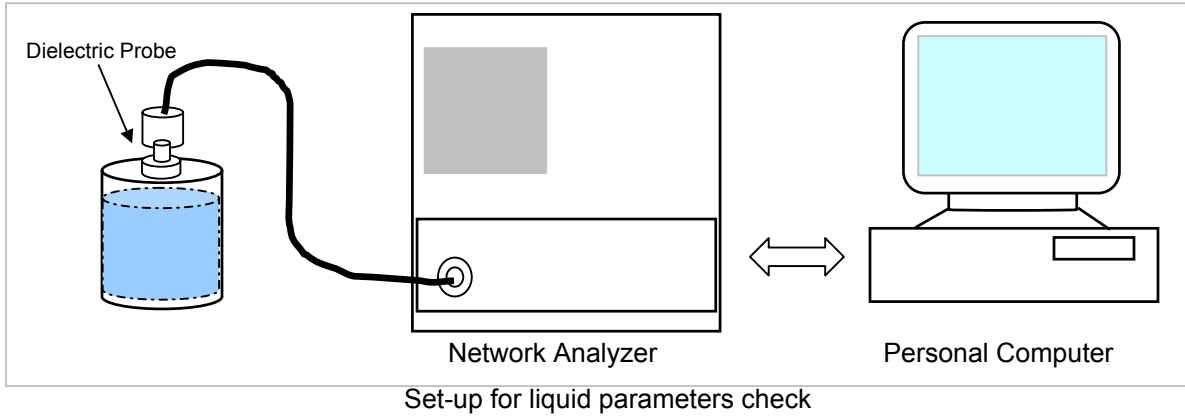 Dielectric Probe
Network Analyzer
Personal Computer
Set-up for liquid parameters check